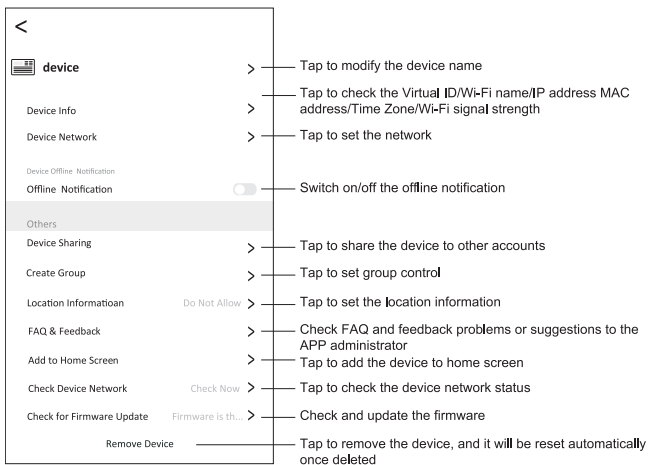 <
device > Tap to modify the device name
Tap to check the Virtual ID/Wi-Fi name/IP address MAC
Device Info > address/Time Zone/Wi-Fi signal strength
Device Network > Tap to set the network
Device Offline Notification
Offline Notification Switch on/off the offline notification
Others
Device Sharing > Tap to share the device to other accounts
Create Group > Tap to set group control
Location Informatioan Do Not Allow > Tap to set the location information
FAQ & Feedback > Check FAQ and feedback problems or suggestions to the
APP administrator
Add to Home Screen > Tap to add the device to home screen
Check Device Network Check Now > Tap to check the device network status
Check for Firmware Update Firmware is th... > Check and update the firmware
Remove Device Tap to remove the device, and it will be reset automatically
once deleted